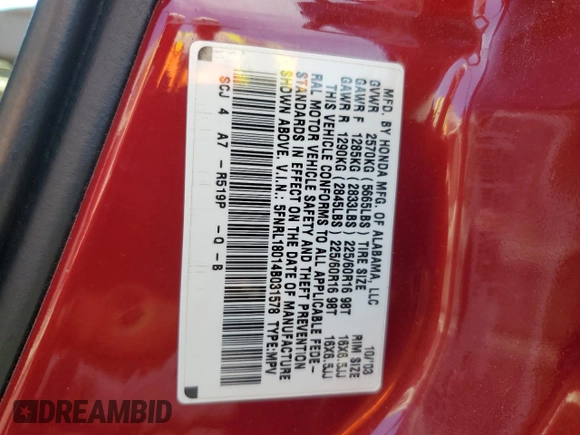 MFD. BY HONDA MFG. OF ALABAMA, LLC 10/'03
GVWR 2570KG (5665LBS) TIRE SIZE RIM SIZE
GAWR F 1285KG (2833LBS) 225/60R16 98T 16X6.5JJ
GAWR R 1290KG (2845LBS) 225/60R16 98T 16X6.5JJ
THIS VEHICLE CONFORMS TO ALL APPLICABLE FEDE-
RAL MOTOR VEHICLE SAFETY AND THEFT PREVENTION
STANDARDS IN EFFECT ON THE DATE OF MANUFACTURE
SHOWN ABOVE. V.I.N.: 5FNRL18014B031578 TYPE:MPV
SCJ 4 A7 - R519P - Q - B
DREAMBID